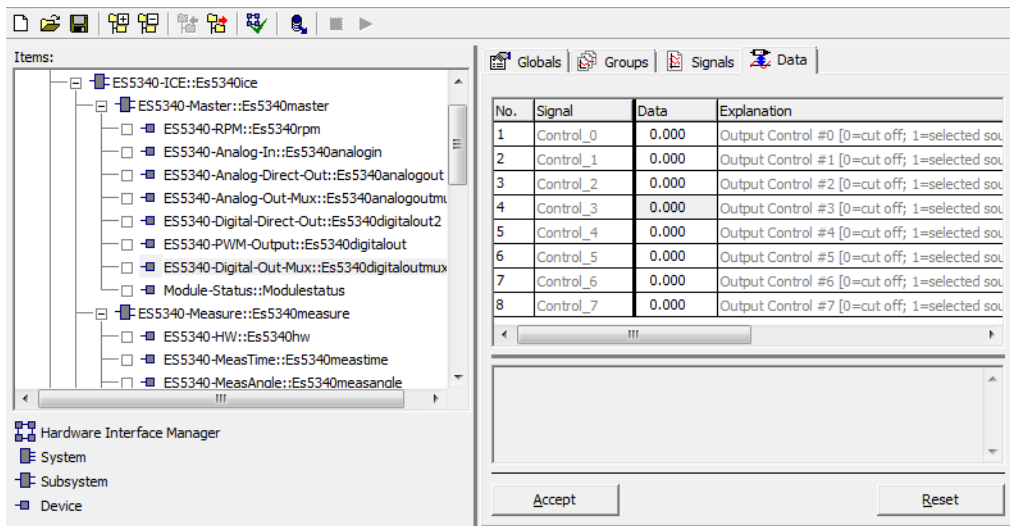 Items:
ES5340-ICE::Es5340ice
ES5340-Master::Es5340master
ES5340-RPM::Es5340rpm
ES5340-Analog-In::Es5340analogin
ES5340-Analog-Direct-Out::Es5340analogout
ES5340-Analog-Out-Mux::Es5340analogoutmu
ES5340-Digital-Direct-Out::Es5340digitalout2
ES5340-PWM-Output::Es5340digitalout
ES5340-Digital-Out-Mux::Es5340digitaloutmux
Module-Status::Modulestatus
ES5340-Measure::Es5340measure
ES5340-HW::Es5340hw
ES5340-MeasTime::Es5340meastime
ES5340-MeasAngle::Es5340measangle
Hardware Interface Manager
System
Subsystem
Device
Globals Groups Signals Data
No. Signal Data Explanation
1 Control_0 0.000 Output Control #0 [0=cut off; 1=selected sou
2 Control_1 0.000 Output Control #1 [0=cut off; 1=selected sou
3 Control_2 0.000 Output Control #2 [0=cut off; 1=selected sou
4 Control_3 0.000 Output Control #3 [0=cut off; 1=selected sou
5 Control_4 0.000 Output Control #4 [0=cut off; 1=selected sou
6 Control_5 0.000 Output Control #5 [0=cut off; 1=selected sou
7 Control_6 0.000 Output Control #6 [0=cut off; 1=selected sou
8 Control_7 0.000 Output Control #7 [0=cut off; 1=selected sou
Accept Reset